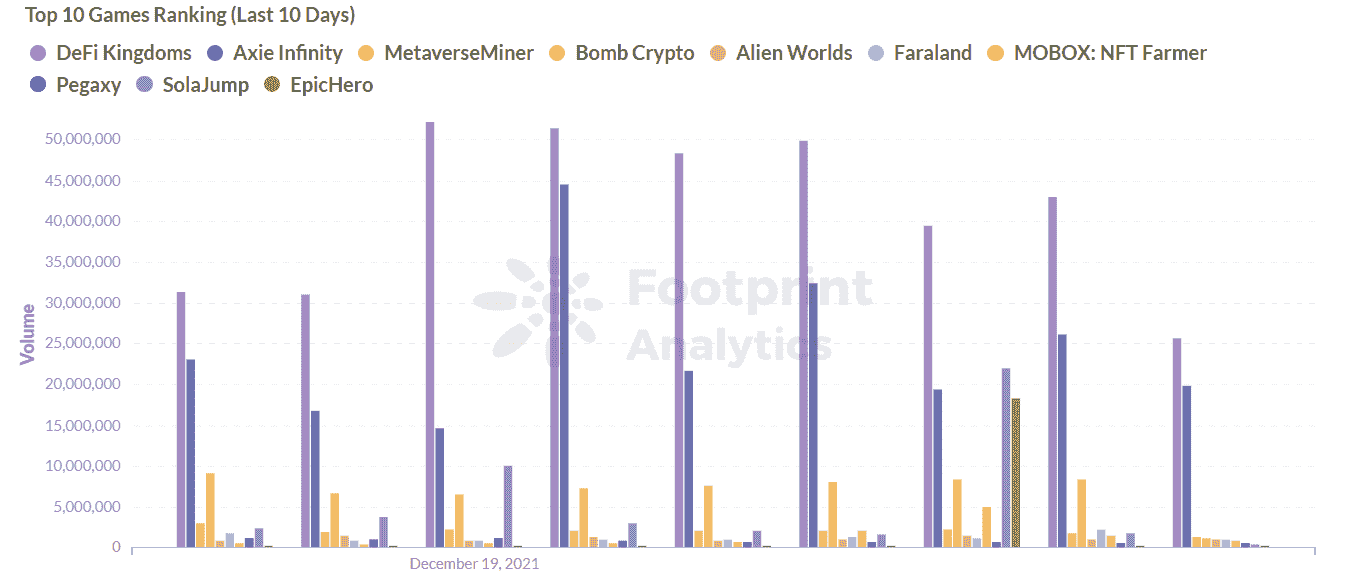 Top 10 Games Ranking (Last 10 Days)
DeFi Kingdoms Axie Infinity MetaverseMiner Bomb Crypto Alien Worlds Faraland MOBOX: NFT Farmer
Pegaxy SolaJump EpicHero
50,000,000
45,000,000
40,000,000
35,000,000
30,000,000
25,000,000
20,000,000
15,000,000
10,000,000
5,000,000
0
Volume
Footprint
Analytics
December 19, 2021